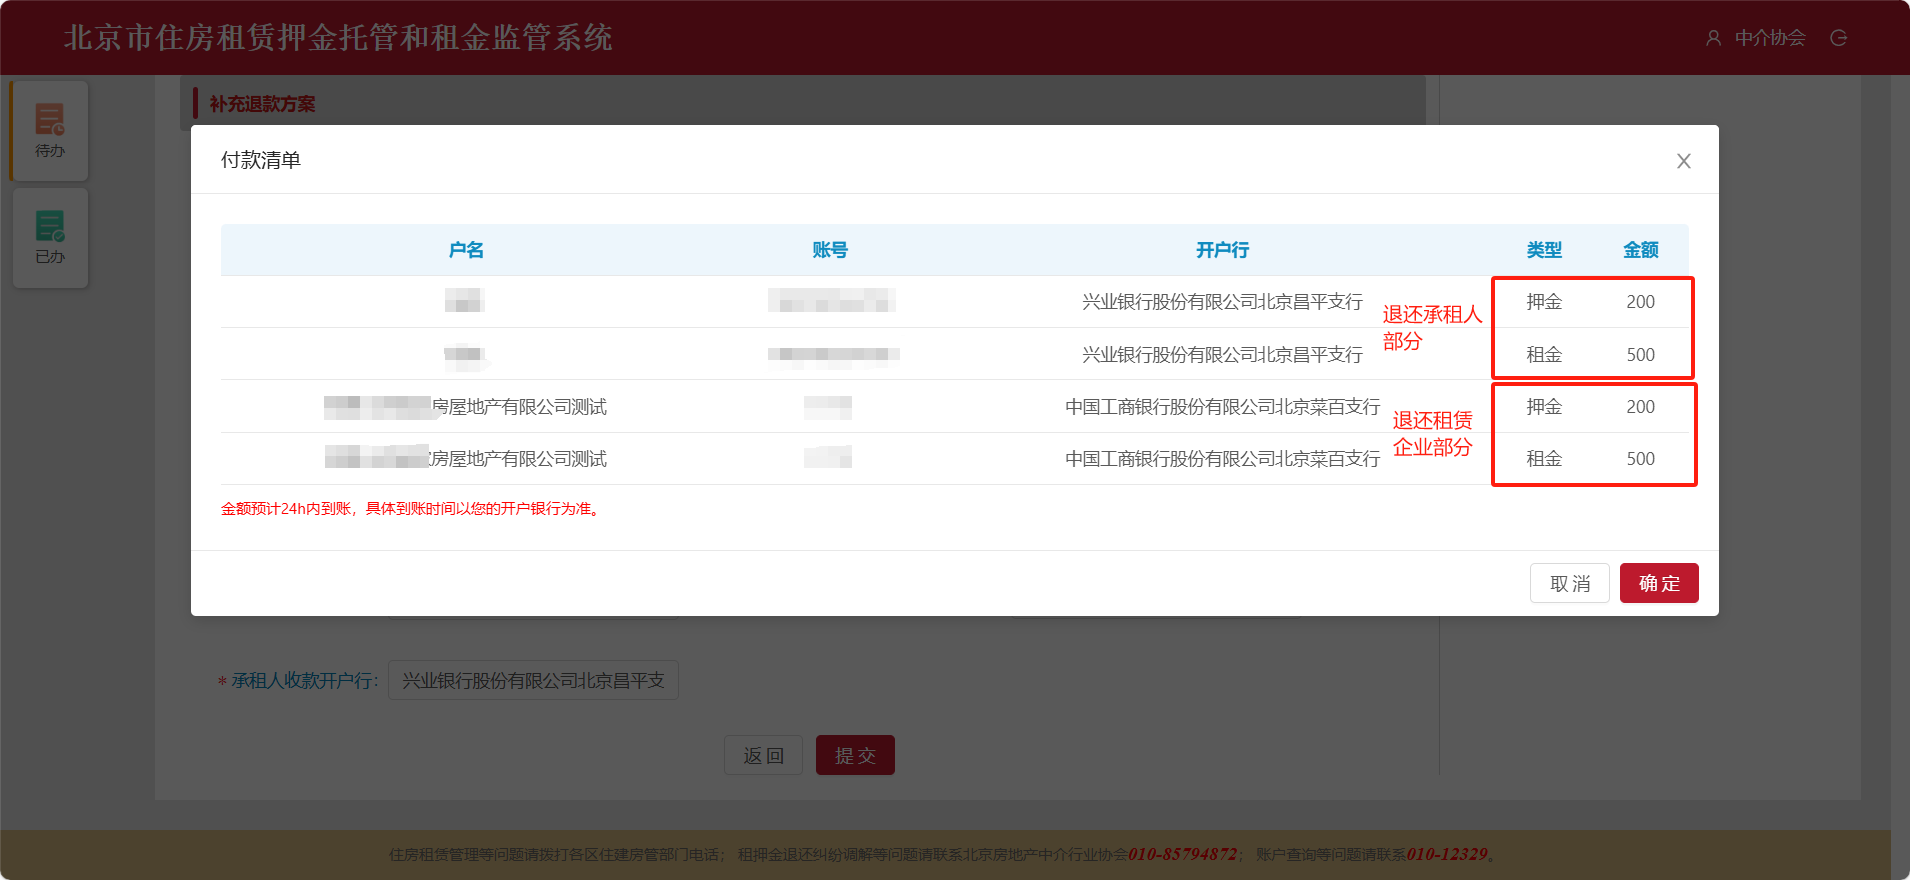 北京市住房租赁押金托管和租金监管系统
中介协会
待办
已办
补充退款方案
付款清单
户名 账号 开户行 类型 金额
兴业银行股份有限公司北京昌平支行 押金 200
退还承租人
部分
兴业银行股份有限公司北京昌平支行 租金 500
房屋地产有限公司测试 中国工商银行股份有限公司北京菜百支行 押金 200
退还租赁
企业部分
房屋地产有限公司测试 中国工商银行股份有限公司北京菜百支行 租金 500
金额预计24h内到账，具体到账时间以您的开户银行为准。
取消 确定
* 承租人收款开户行: 兴业银行股份有限公司北京昌平支
返回 提交
住房租赁管理等问题请拨打各区住建房管部门电话； 租押金退还纠纷调解等问题请联系北京房地产中介行业协会010-85794872； 账户查询等问题请联系010-12329。